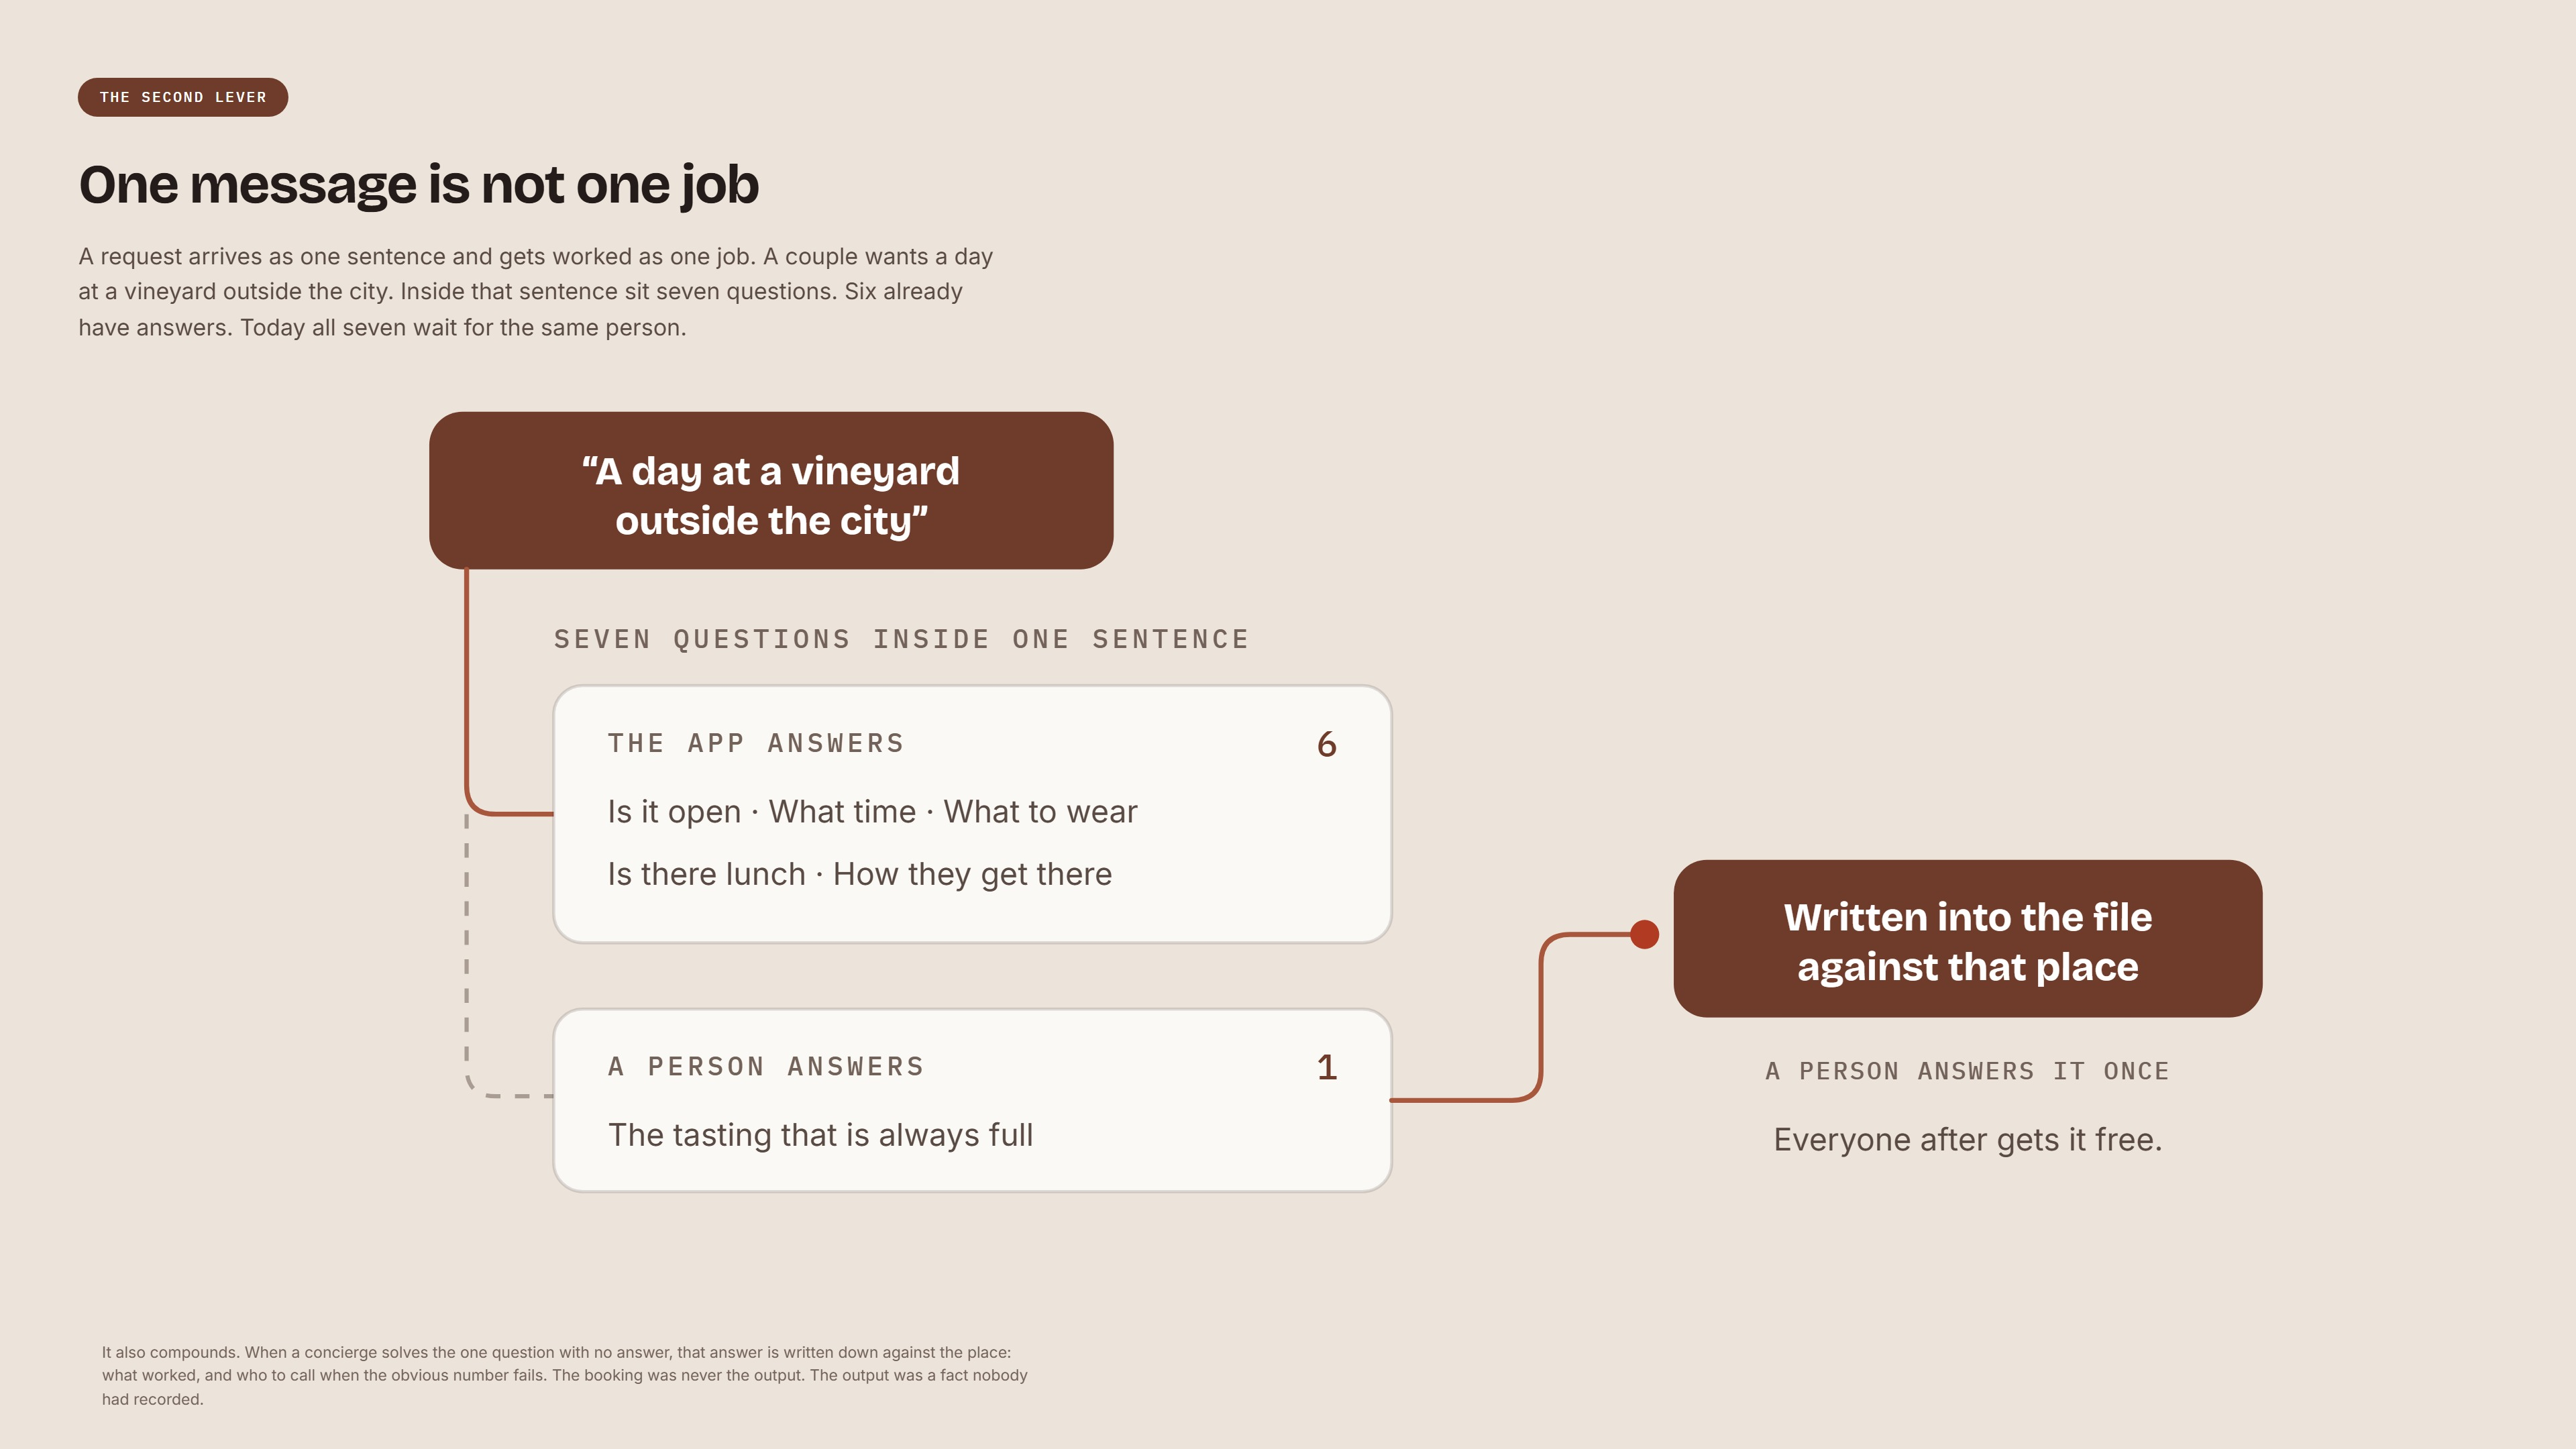 THE SECOND LEVER
One message is not one job
A request arrives as one sentence and gets worked as one job. A couple wants a day
at a vineyard outside the city. Inside that sentence sit seven questions. Six already
have answers. Today all seven wait for the same person.
“A day at a vineyard
outside the city”
SEVEN QUESTIONS INSIDE ONE SENTENCE
THE APP ANSWERS 6
Is it open · What time · What to wear
Is there lunch · How they get there
A PERSON ANSWERS 1
The tasting that is always full
Written into the file
against that place
A PERSON ANSWERS IT ONCE
Everyone after gets it free.
It also compounds. When a concierge solves the one question with no answer, that answer is written down against the place:
what worked, and who to call when the obvious number fails. The booking was never the output. The output was a fact nobody
had recorded.